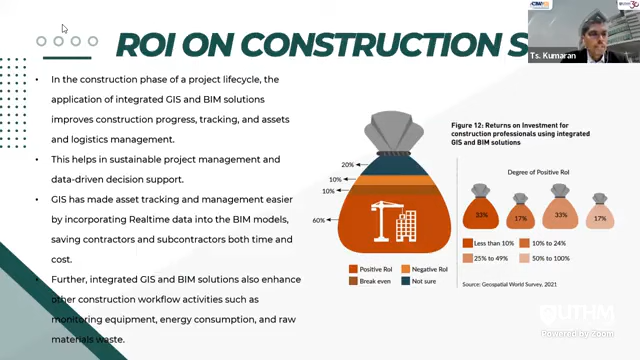 ROI ON CONSTRUCTION S
Ts. Kumaran
• In the construction phase of a project lifecycle, the
application of integrated GIS and BIM solutions
improves construction progress, tracking, and assets
and logistics management.
• This helps in sustainable project management and
data-driven decision support.
• GIS has made asset tracking and management easier
by incorporating Realtime data into the BIM models,
saving contractors and subcontractors both time and
cost.
• Further, integrated GIS and BIM solutions also enhance
other construction workflow activities such as
monitoring equipment, energy consumption, and raw
materials waste.
20%
10%
10%
60%
Positive RoI
Negative RoI
Break even
Not sure
Figure 12: Returns on Investment for
construction professionals using integrated
GIS and BIM solutions
Degree of Positive RoI
33%
17%
33%
17%
Less than 10%
10% to 24%
25% to 49%
50% to 100%
Source: Geospatial World Survey, 2021
UTHM
Powered by Zoom